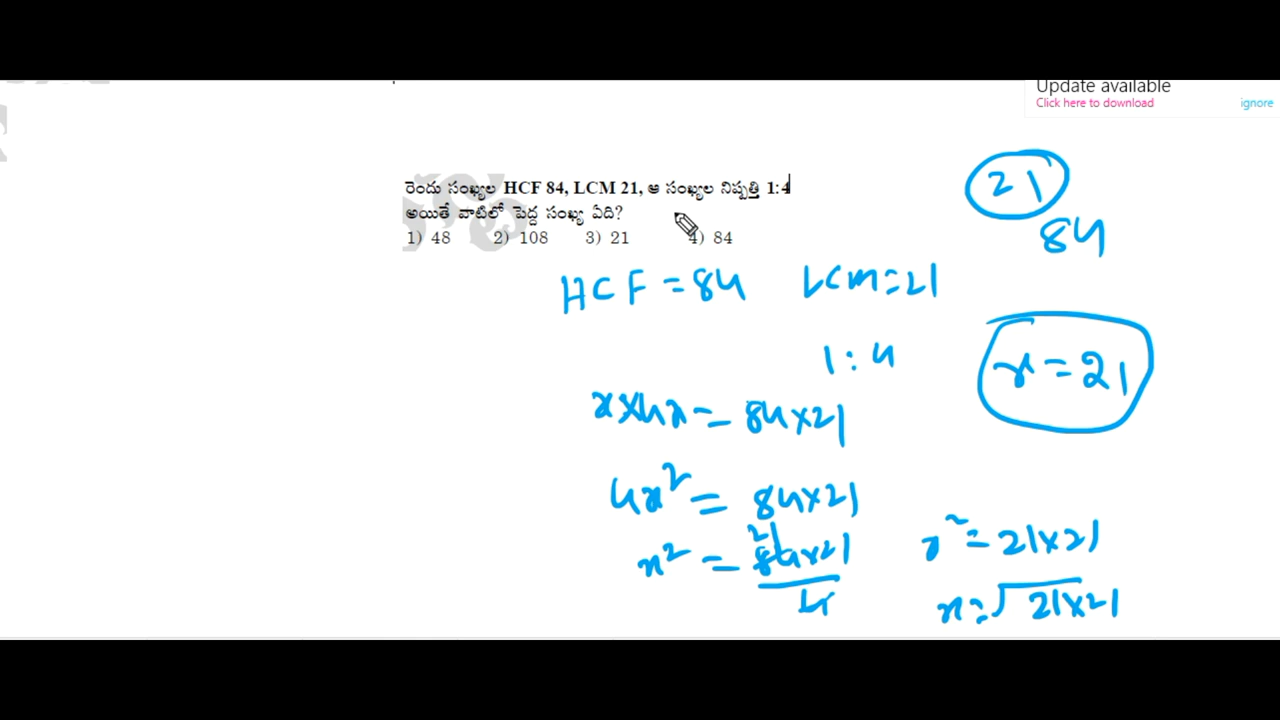 Update available
Click here to download ignore
రెండు సంఖ్యల HCF 84, LCM 21, ఆ సంఖ్యల నిష్పత్తి 1:4
అయితే వాటిలో పెద్ద సంఖ్య ఏది?
1) 48 2) 108 3) 21 4) 84
21
84
HCF = 84 LCM = 21
1 : 4
x = 21
x×4x = 84×21
4x² = 84×21
x² = 84×21
21
4
x² = 21×21
x = √21×21